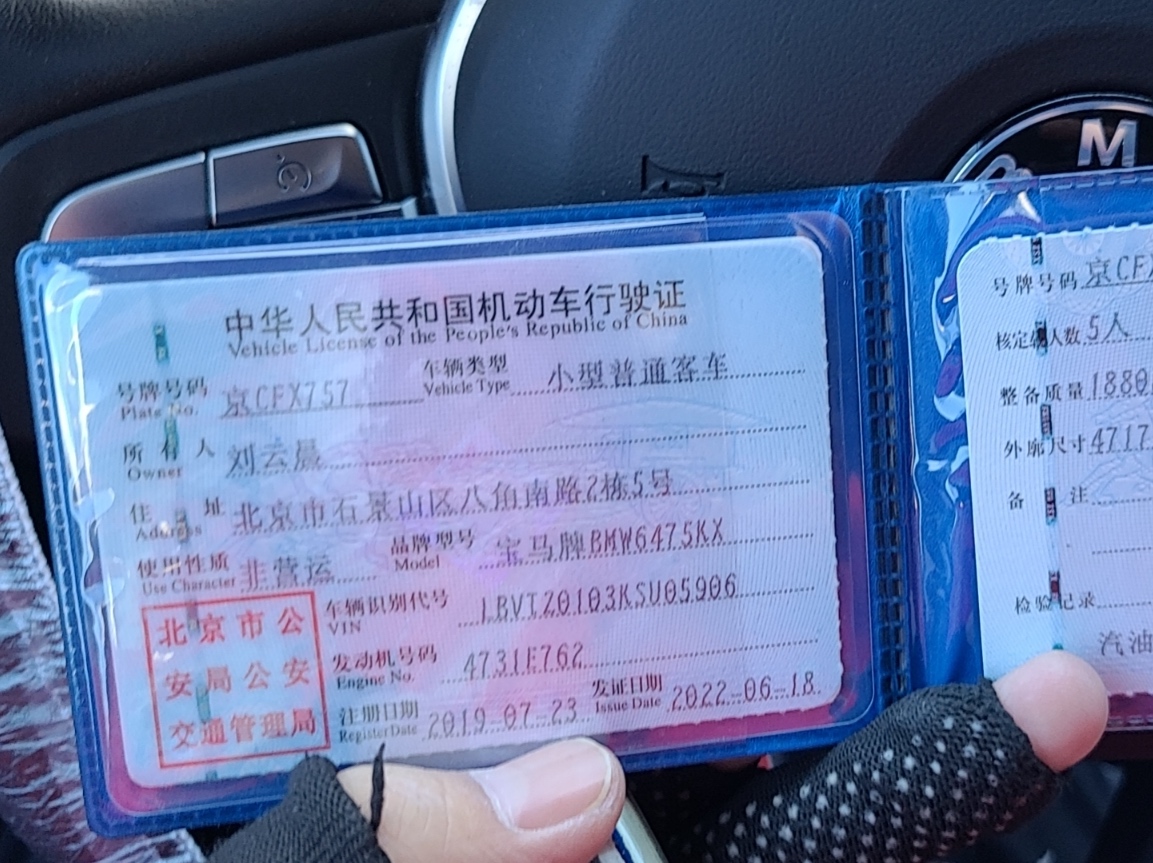 M
中华人民共和国机动车行驶证
Vehicle License of the People's Republic of China
号牌号码 京CFX757 车辆类型 小型普通客车
Plate No. Vehicle Type
所有人 刘云晨
Owner
住址 北京市石景山区八角南路2栋5号
Address
使用性质 非营运 品牌型号 宝马牌BMW6475KX
Use Character Model
车辆识别代号 LBVTZ0103KSU05906
VIN
发动机号码 4731E762
Engine No.
注册日期 2019-07-23 发证日期 2022-06-18
Register Date Issue Date
北京市公
安局公安
交通管理局
号牌号码 京CF
核定载人数 5人
整备质量 1880
外廓尺寸 4717
备注
检验记录
汽油